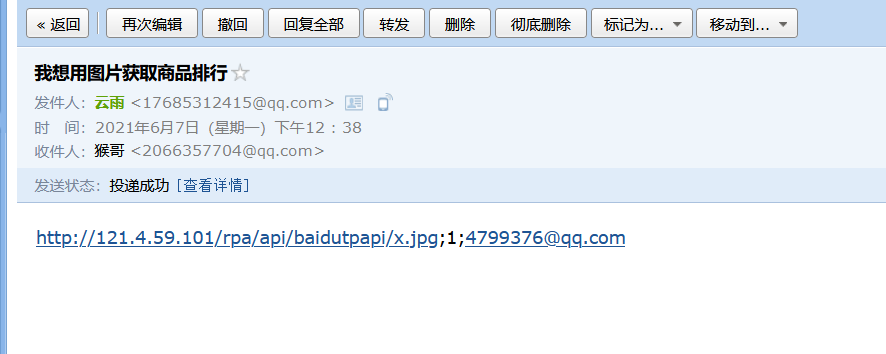 « 返回 再次编辑 撤回 回复全部 转发 删除 彻底删除 标记为... 移动到...
我想用图片获取商品排行
发件人：云雨 <17685312415@qq.com>
时 间：2021年6月7日（星期一）下午12：38
收件人：猴哥 <2066357704@qq.com>
发送状态：投递成功 [查看详情]
http://121.4.59.101/rpa/api/baidutpapi/x.jpg;1;4799376@qq.com